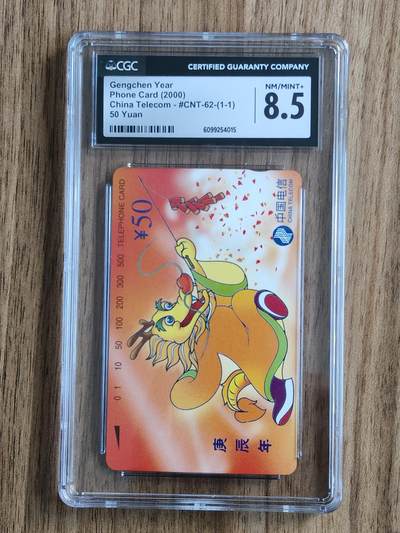 CGC
CERTIFIED GUARANTY COMPANY
Gengchen Year
Phone Card (2000)
China Telecom - #CNT-62-(1-1)
50 Yuan
NM/MINT+
8.5
6099254015
中国电信
CHINA TELECOM
¥50
TELEPHONE CARD
0 1 10 50 100 200 300 500
庚辰年